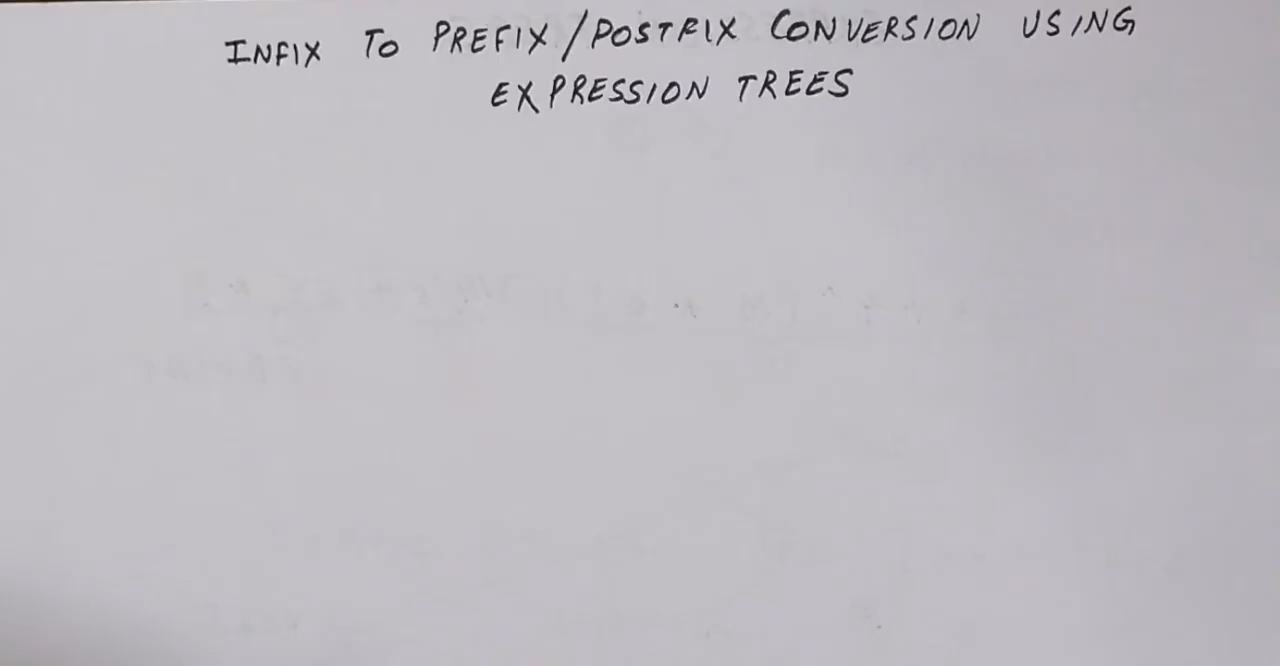 INFIX TO PREFIX/POSTFIX CONVERSION USING
EXPRESSION TREES